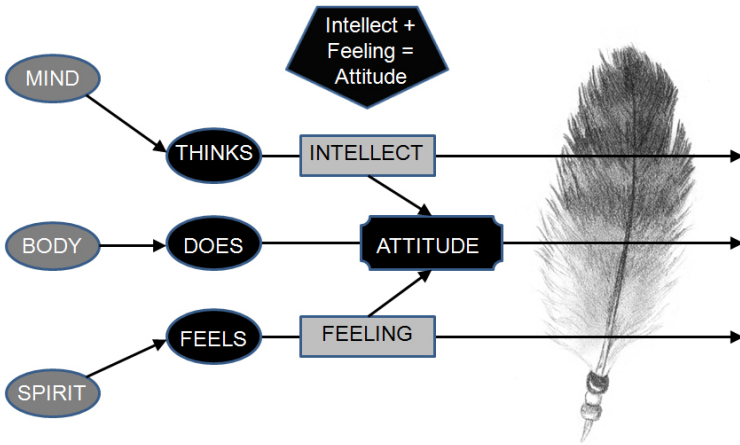 Intellect +
Feeling =
Attitude
MIND
THINKS
INTELLECT
BODY
DOES
ATTITUDE
FEELS
FEELING
SPIRIT